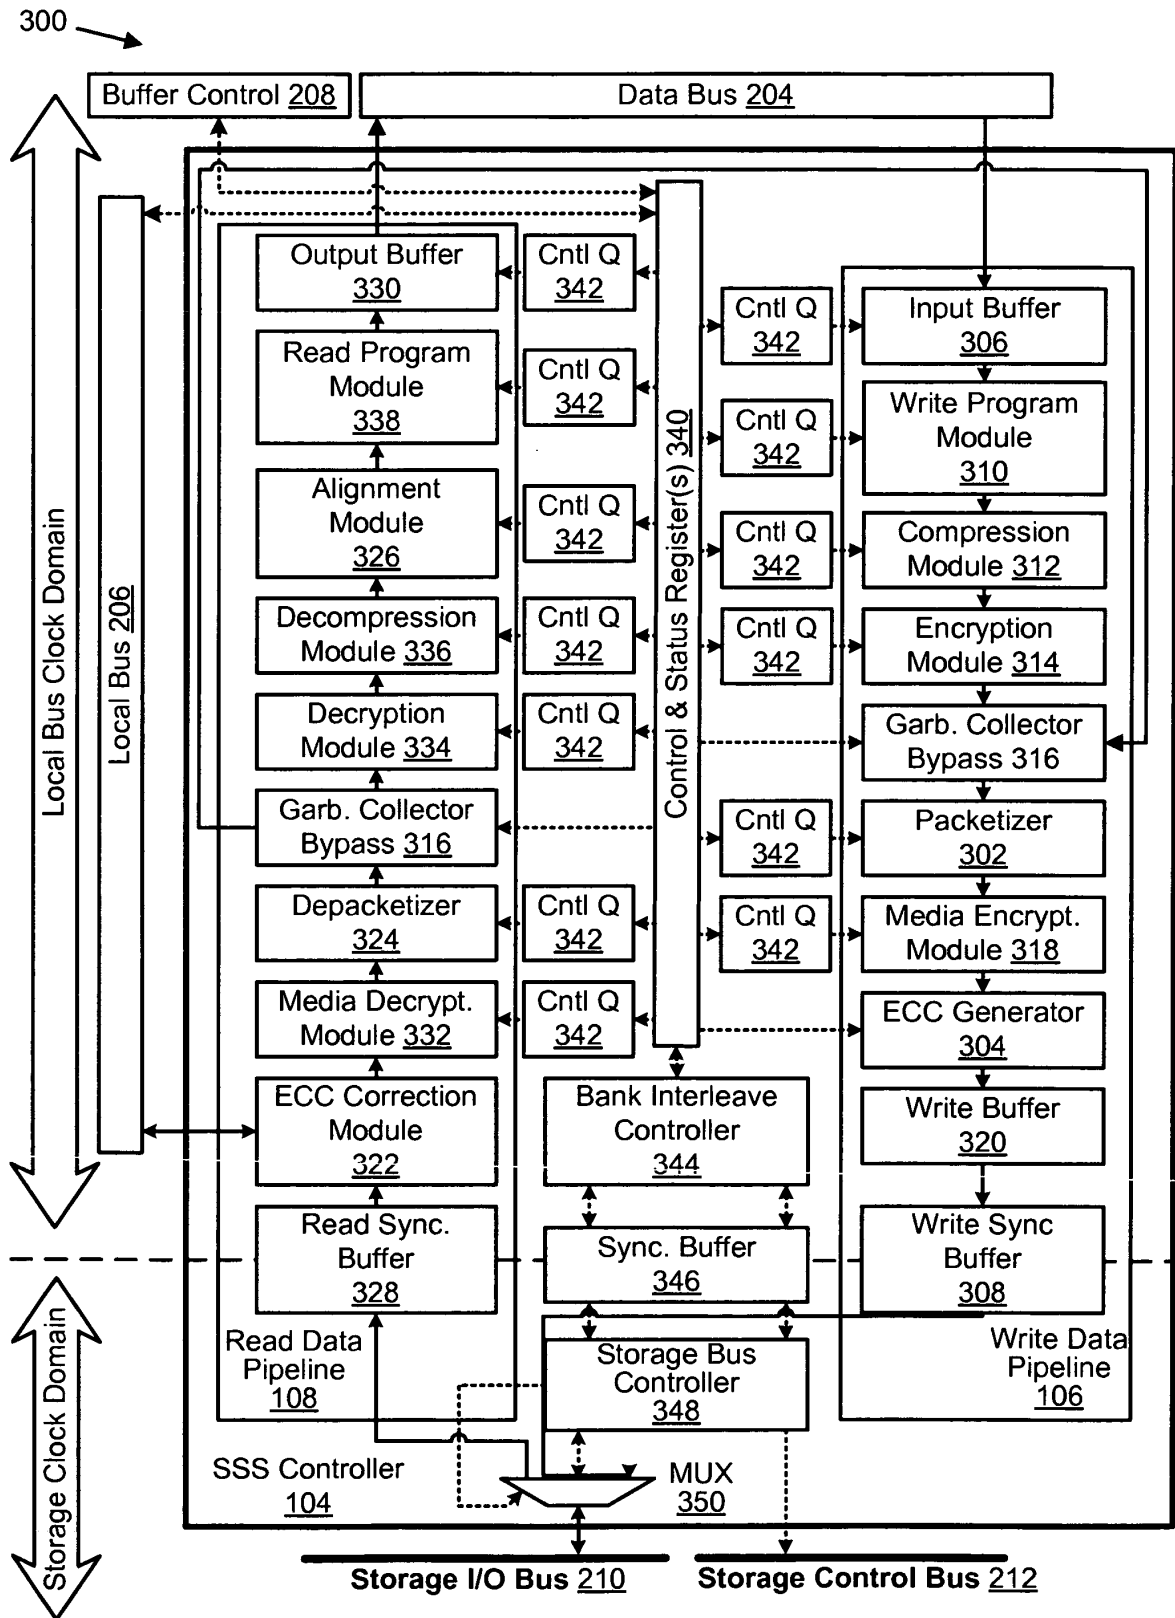 300
Buffer Control 208
Data Bus 204
Local Bus Clock Domain
Local Bus 206
Output Buffer
330
Read Program
Module
338
Alignment
Module
326
Decompression
Module 336
Decryption
Module 334
Garb. Collector
Bypass 316
Depacketizer
324
Media Decrypt.
Module 332
ECC Correction
Module
322
Read Sync.
Buffer
328
Read Data
Pipeline
108
Cntl Q
342
Cntl Q
342
Cntl Q
342
Cntl Q
342
Cntl Q
342
Cntl Q
342
Cntl Q
342
Control & Status Register(s) 340
Bank Interleave
Controller
344
Sync. Buffer
346
Storage Bus
Controller
348
Cntl Q
342
Cntl Q
342
Cntl Q
342
Cntl Q
342
Cntl Q
342
Cntl Q
342
Input Buffer
306
Write Program
Module
310
Compression
Module 312
Encryption
Module 314
Garb. Collector
Bypass 316
Packetizer
302
Media Encrypt.
Module 318
ECC Generator
304
Write Buffer
320
Write Sync
Buffer
308
Write Data
Pipeline
106
Storage Clock Domain
SSS Controller
104
MUX
350
Storage I/O Bus 210
Storage Control Bus 212